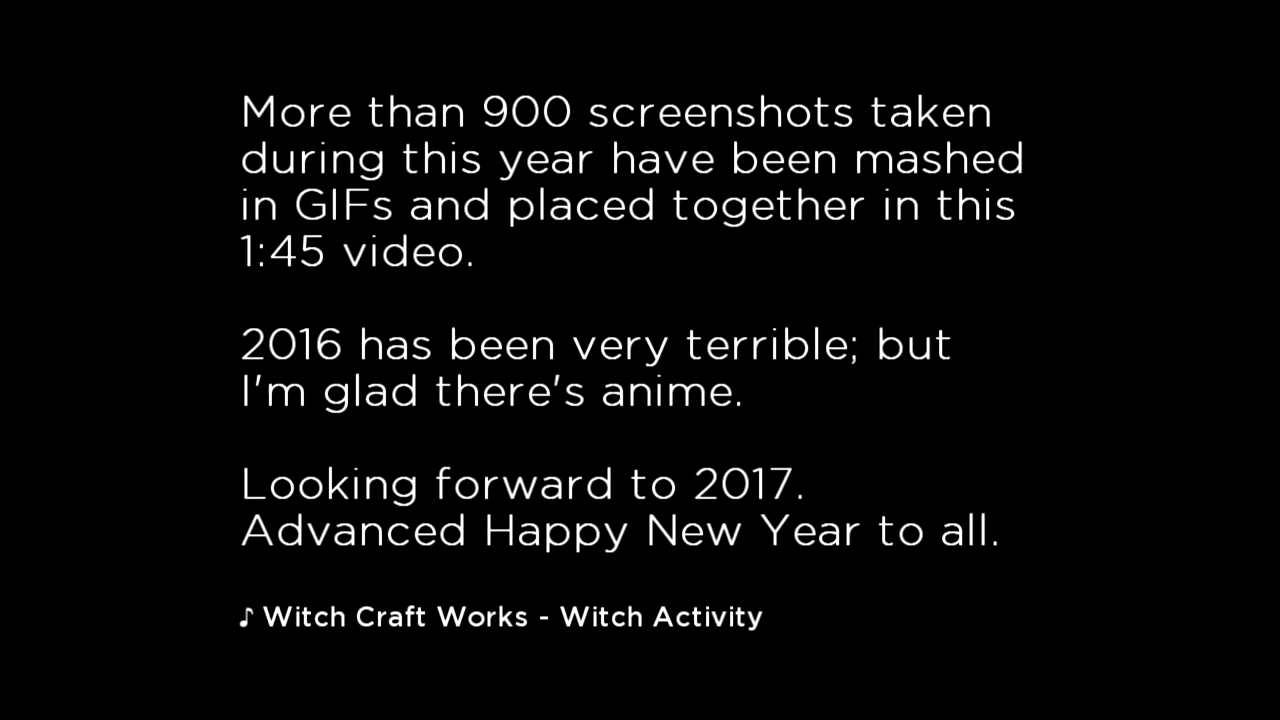 More than 900 screenshots taken
during this year have been mashed
in GIFs and placed together in this
1:45 video.
2016 has been very terrible; but
I'm glad there's anime.
Looking forward to 2017.
Advanced Happy New Year to all.
♪ Witch Craft Works - Witch Activity